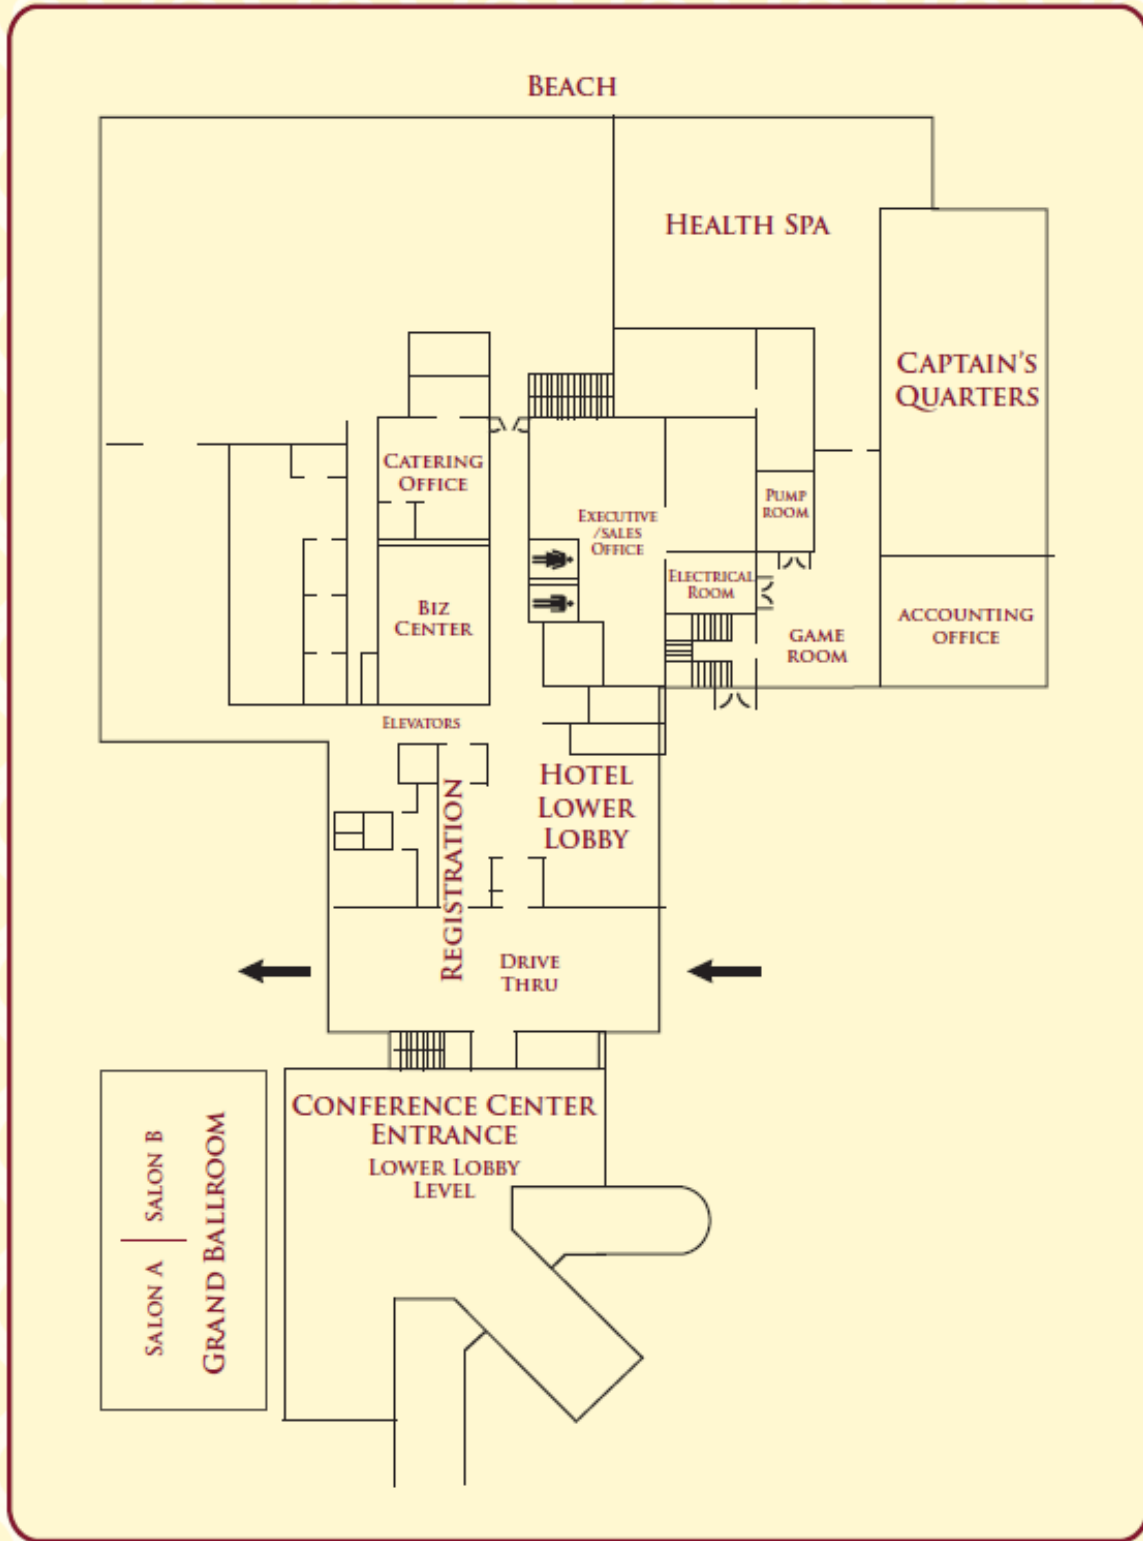 BEACH
HEALTH SPA
CAPTAIN'S
QUARTERS
CATERING
OFFICE
EXECUTIVE
/SALES
OFFICE
PUMP
ROOM
ELECTRICAL
ROOM
BIZ
CENTER
GAME
ROOM
ACCOUNTING
OFFICE
ELEVATORS
REGISTRATION
HOTEL
LOWER
LOBBY
DRIVE
THRU
CONFERENCE CENTER
ENTRANCE
LOWER LOBBY
LEVEL
SALON A
SALON B
GRAND BALLROOM